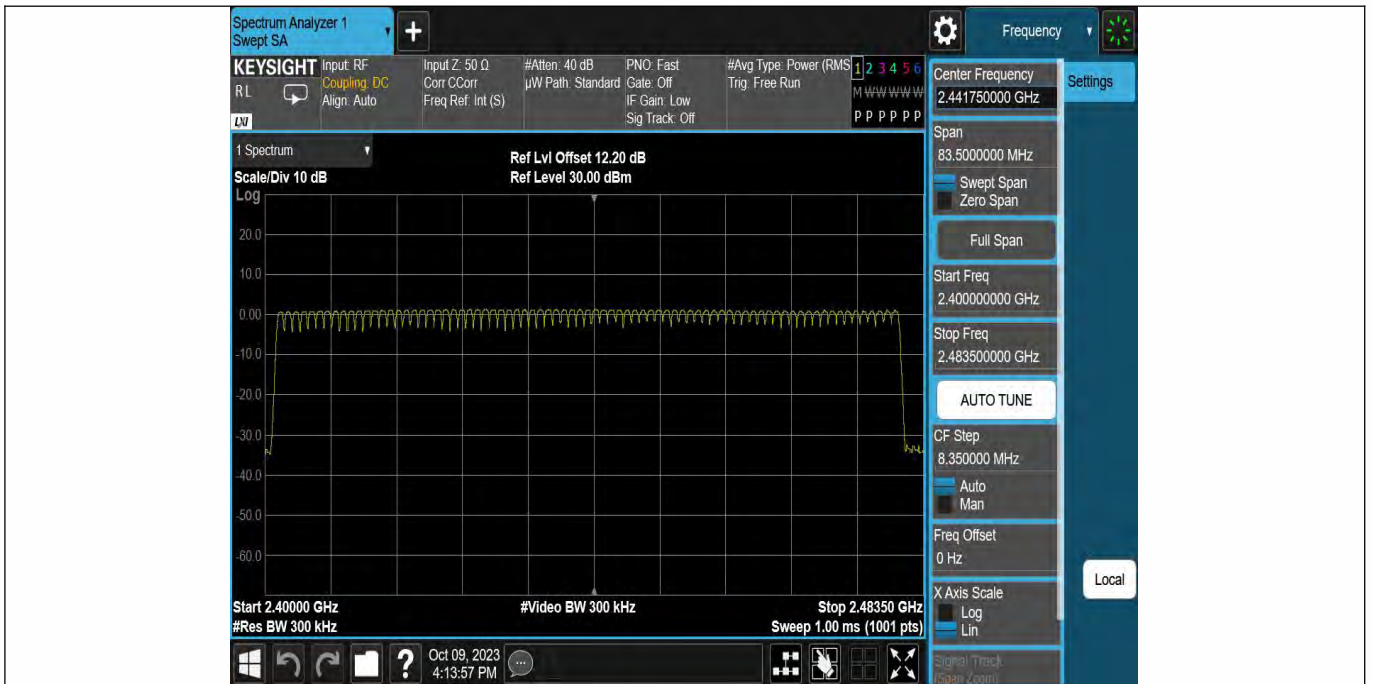 Spectrum Analyzer 1
Swept SA
Frequency
KEYSIGHT
R L
LXI
Input: RF
Coupling: DC
Align: Auto
Input Z: 50 Ω
Corr CCorr
Freq Ref: Int (S)
#Atten: 40 dB
µW Path: Standard
PNO: Fast
Gate: Off
IF Gain: Low
Sig Track: Off
#Avg Type: Power (RMS
Trig: Free Run
1 2 3 4 5 6
M W W W W W
P P P P P P
1 Spectrum
Scale/Div 10 dB
Ref Lvl Offset 12.20 dB
Ref Level 30.00 dBm
Log
20.0
10.0
0.00
-10.0
-20.0
-30.0
-40.0
-50.0
-60.0
Start 2.40000 GHz
#Video BW 300 kHz
Stop 2.48350 GHz
#Res BW 300 kHz
Sweep 1.00 ms (1001 pts)
Center Frequency
2.441750000 GHz
Settings
Span
83.5000000 MHz
Swept Span
Zero Span
Full Span
Start Freq
2.400000000 GHz
Stop Freq
2.483500000 GHz
AUTO TUNE
CF Step
8.350000 MHz
Auto
Man
Freq Offset
0 Hz
X Axis Scale
Log
Lin
Signal Track
(Span Zoom)
Local
?
Oct 09, 2023
4:13:57 PM